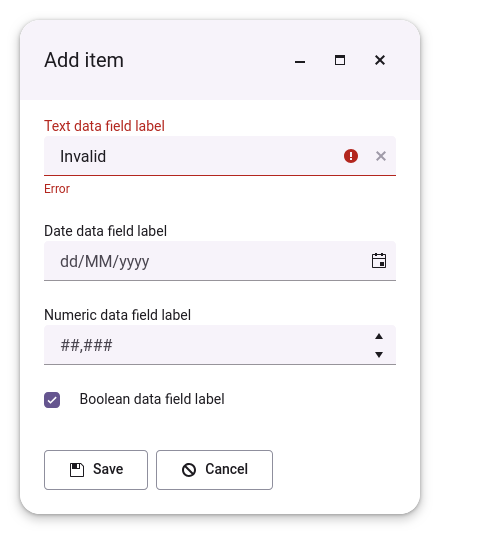 Add item
Text data field label
Invalid
Error
Date data field label
dd/MM/yyyy
Numeric data field label
##,###
Boolean data field label
Save Cancel